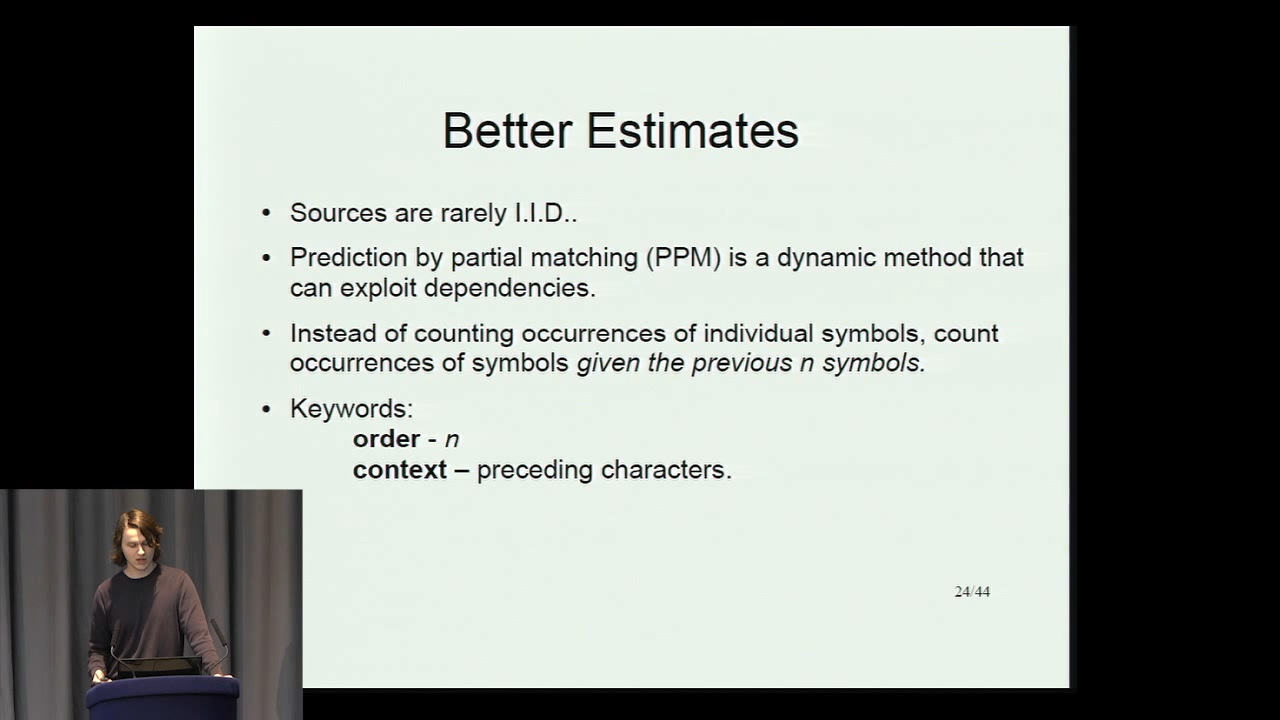 Better Estimates
• Sources are rarely I.I.D..
• Prediction by partial matching (PPM) is a dynamic method that
can exploit dependencies.
• Instead of counting occurrences of individual symbols, count
occurrences of symbols given the previous n symbols.
• Keywords:
order - n
context – preceding characters.
24/44